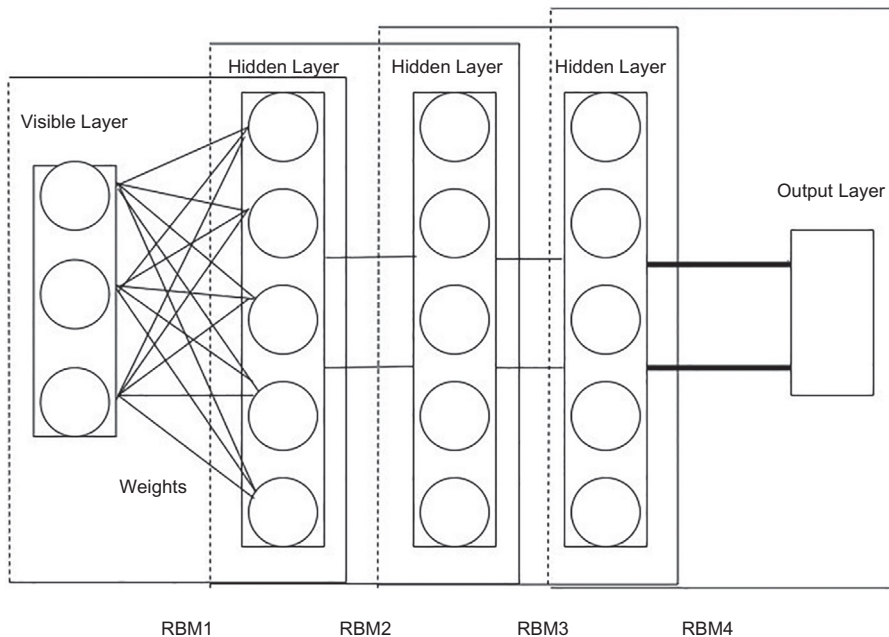 Hidden Layer Hidden Layer Hidden Layer
Visible Layer
Output Layer
Weights
RBM1 RBM2 RBM3 RBM4